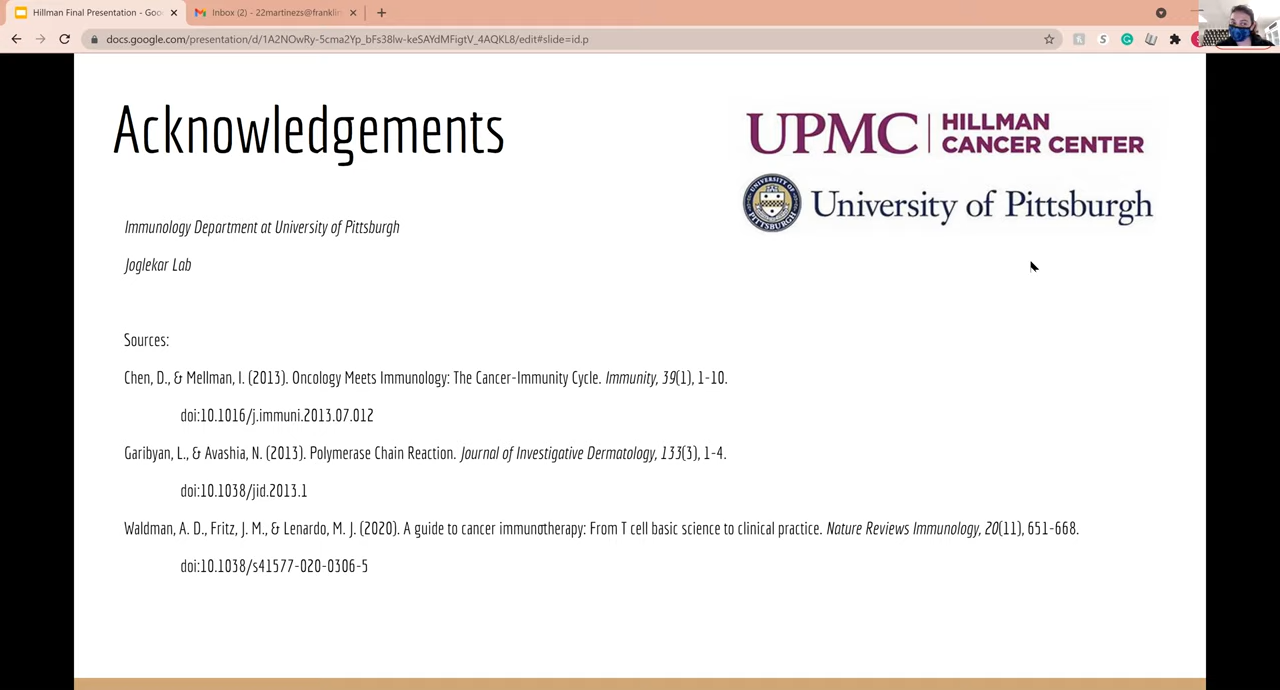 Hillman Final Presentation - Goo
Inbox (2) - 22martinezs@franklin
docs.google.com/presentation/d/1A2NOwRy-5cma2Yp_bFs38lw-keSAYdMFigtV_4AQKL8/edit#slide=id.p
Acknowledgements
UPMC | HILLMAN
CANCER CENTER
University of Pittsburgh
Immunology Department at University of Pittsburgh
Joglekar Lab
Sources:
Chen, D., & Mellman, I. (2013). Oncology Meets Immunology: The Cancer-Immunity Cycle. Immunity, 39(1), 1-10.
doi:10.1016/j.immuni.2013.07.012
Garibyan, L., & Avashia, N. (2013). Polymerase Chain Reaction. Journal of Investigative Dermatology, 133(3), 1-4.
doi:10.1038/jid.2013.1
Waldman, A. D., Fritz, J. M., & Lenardo, M. J. (2020). A guide to cancer immunotherapy: From T cell basic science to clinical practice. Nature Reviews Immunology, 20(11), 651-668.
doi:10.1038/s41577-020-0306-5